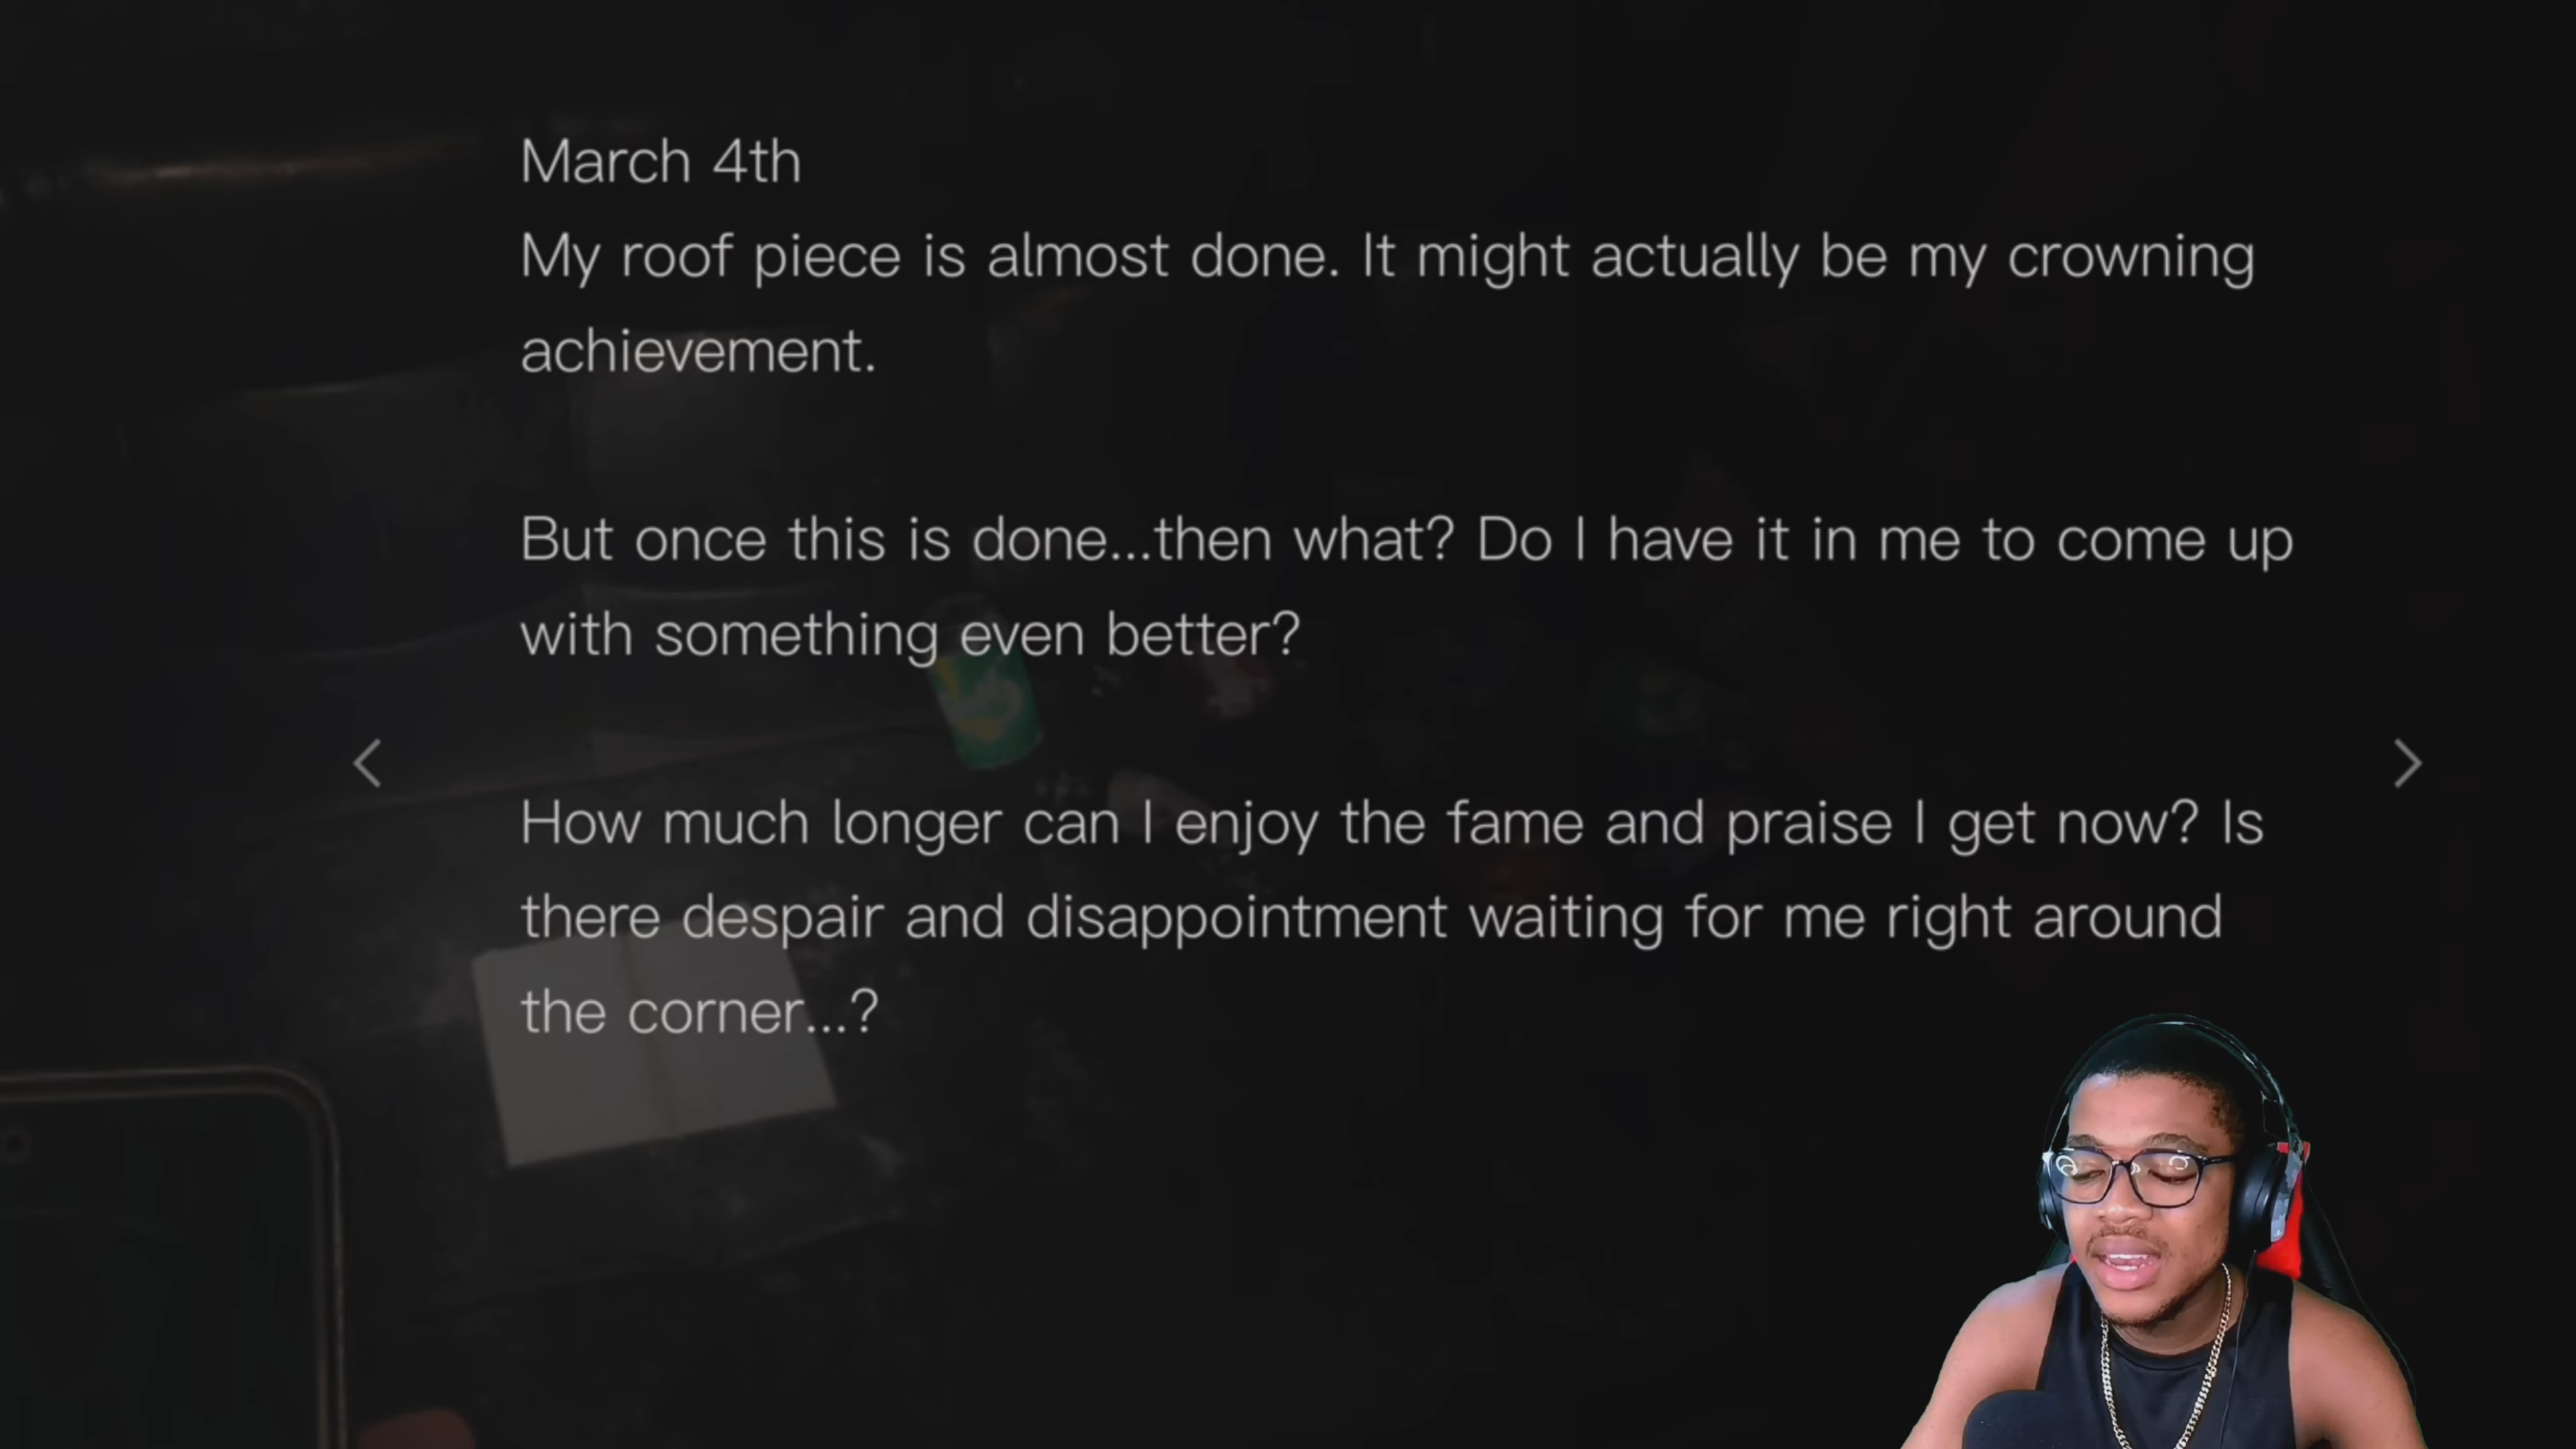 March 4th
My roof piece is almost done. It might actually be my crowning
achievement.
But once this is done...then what? Do I have it in me to come up
with something even better?
How much longer can I enjoy the fame and praise I get now? Is
there despair and disappointment waiting for me right around
the corner...?